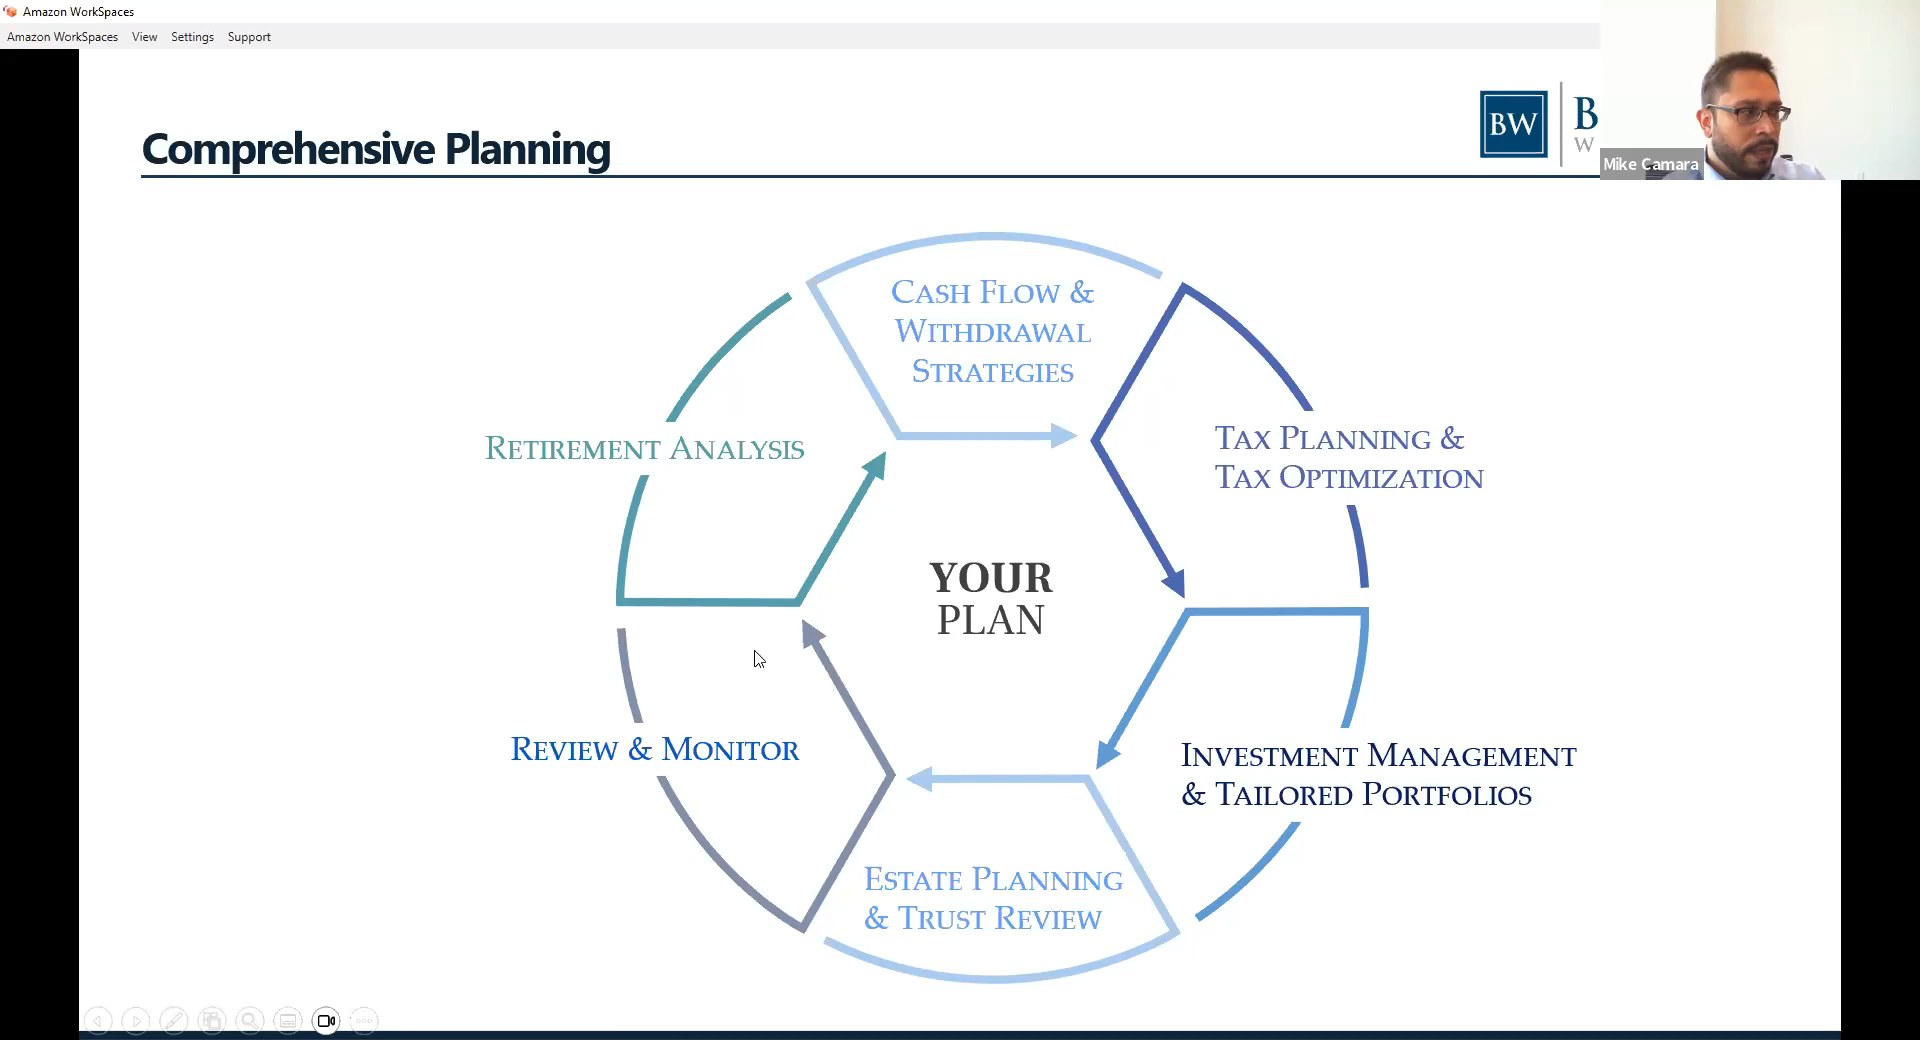 Amazon WorkSpaces
Amazon WorkSpaces View Settings Support
Comprehensive Planning
BW
B
W
Mike Camara
CASH FLOW &
WITHDRAWAL
STRATEGIES
RETIREMENT ANALYSIS
TAX PLANNING &
TAX OPTIMIZATION
YOUR
PLAN
REVIEW & MONITOR
INVESTMENT MANAGEMENT
& TAILORED PORTFOLIOS
ESTATE PLANNING
& TRUST REVIEW